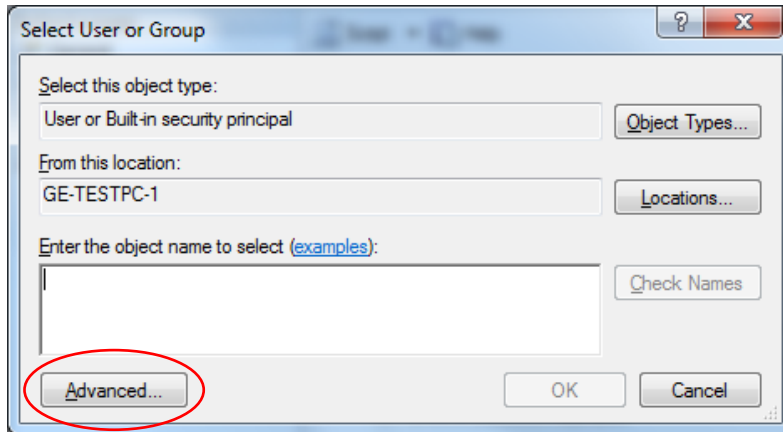 Select User or Group
Select this object type:
User or Built-in security principal
Object Types...
From this location:
GE-TESTPC-1
Locations...
Enter the object name to select (examples):
Check Names
Advanced...
OK
Cancel